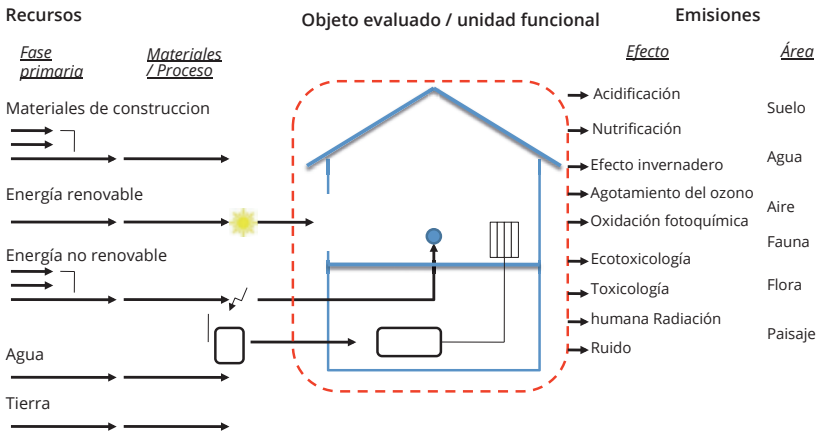 Recursos
Objeto evaluado / unidad funcional
Emisiones
Fase
primaria
Materiales
/ Proceso
Efecto
Área
Materiales de construccion
Energía renovable
Energía no renovable
Agua
Tierra
Acidificación
Nutrificación
Efecto invernadero
Agotamiento del ozono
Oxidación fotoquímica
Ecotoxicología
Toxicología
humana Radiación
Ruido
Suelo
Agua
Aire
Fauna
Flora
Paisaje